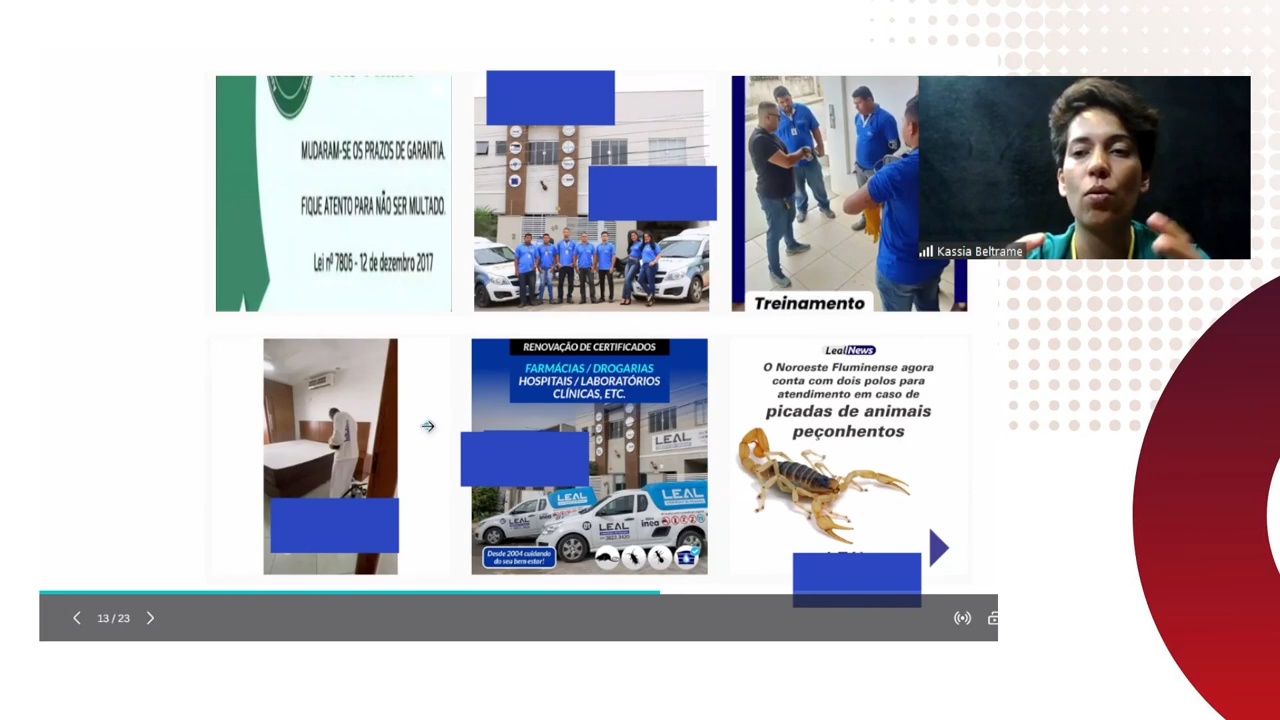 MUDARAM-SE OS PRAZOS DE GARANTIA.
FIQUE ATENTO PARA NÃO SER MULTADO.
Lei nº 7806 - 12 de dezembro 2017
Treinamento
Kassia Beltrame
RENOVAÇÃO DE CERTIFICADOS
FARMÁCIAS / DROGARIAS
HOSPITAIS / LABORATÓRIOS
CLÍNICAS, ETC.
LEAL
LEAL
LEAL
LEAL
inea
Desde 2004 cuidando
do seu bem estar!
LealNews
O Noroeste Fluminense agora
conta com dois polos para
atendimento em caso de
picadas de animais
peçonhentos
13 / 23